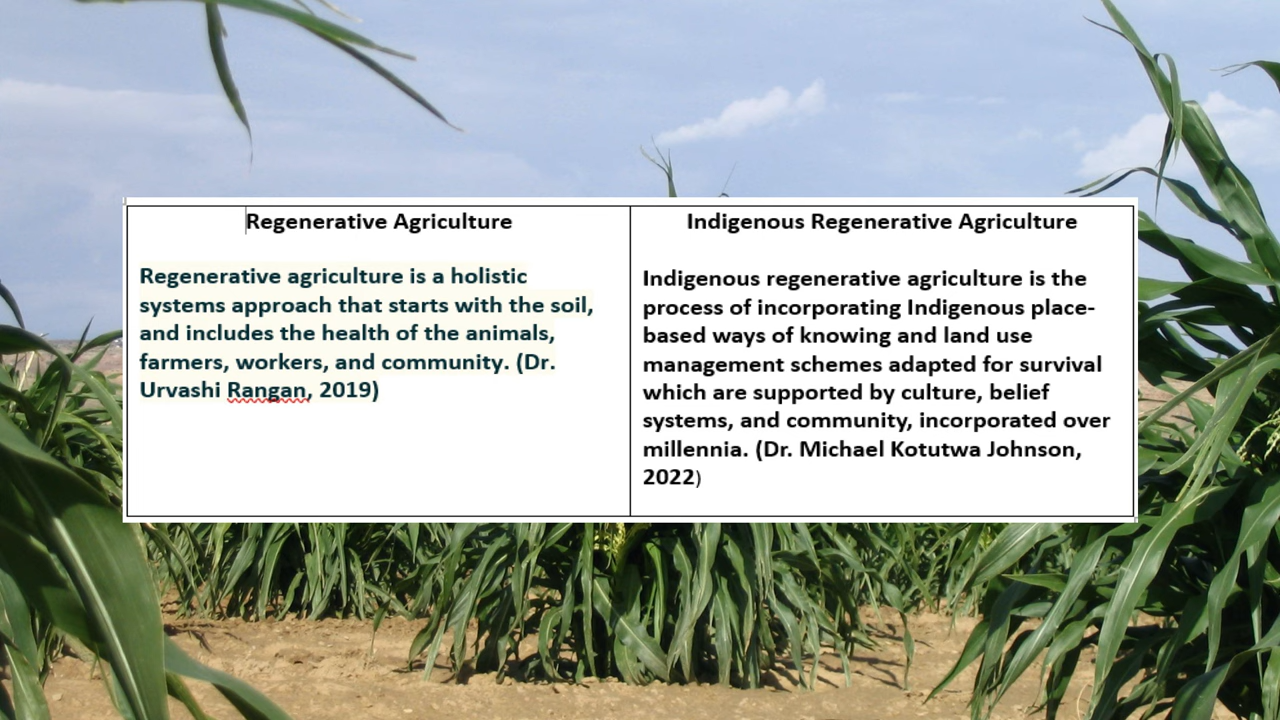 Regenerative Agriculture
Regenerative agriculture is a holistic
systems approach that starts with the soil,
and includes the health of the animals,
farmers, workers, and community. (Dr.
Urvashi Rangan, 2019)
Indigenous Regenerative Agriculture
Indigenous regenerative agriculture is the
process of incorporating Indigenous place-
based ways of knowing and land use
management schemes adapted for survival
which are supported by culture, belief
systems, and community, incorporated over
millennia. (Dr. Michael Kotutwa Johnson,
2022)